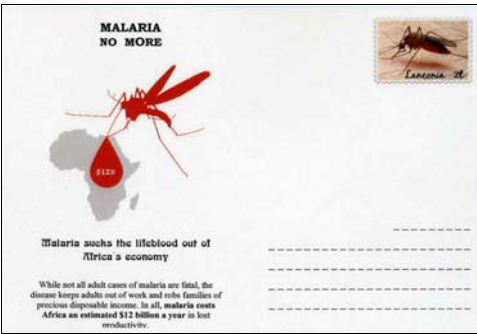 MALARIA
NO MORE
Lanconia 2t
$12B
Malaria sucks the lifeblood out of
Africa's economy
While not all adult cases of malaria are fatal, the
disease keeps adults out of work and robs families of
precious disposable income. In all, malaria costs
Africa an estimated $12 billion a year in lost
productivity.